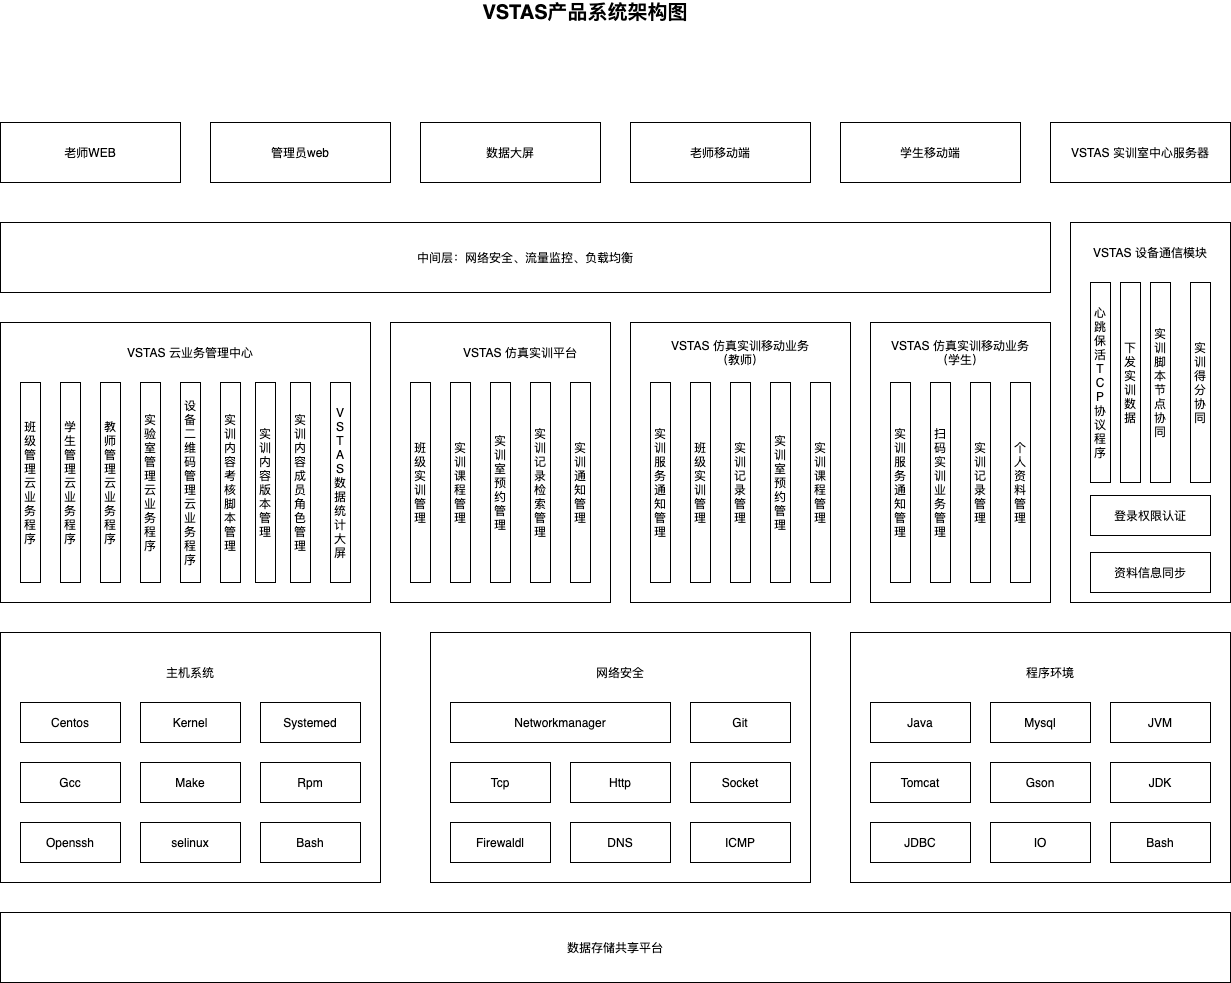 VSTAS产品系统架构图
老师WEB
管理员web
数据大屏
老师移动端
学生移动端
VSTAS 实训室中心服务器
中间层：网络安全、流量监控、负载均衡
VSTAS 设备通信模块
心跳保活TCP协议程序
下发实训数据
实训脚本节点协同
实训得分协同
登录权限认证
资料信息同步
VSTAS 云业务管理中心
班级管理云业务程序
学生管理云业务程序
教师管理云业务程序
实验室管理云业务程序
设备二维码管理云业务程序
实训内容考核脚本管理
实训内容版本管理
实训内容成员角色管理
VSTAS数据统计大屏
VSTAS 仿真实训平台
班级实训管理
实训课程管理
实训室预约管理
实训记录检索管理
实训通知管理
VSTAS 仿真实训移动业务
（教师）
实训服务通知管理
班级实训管理
实训记录管理
实训室预约管理
实训课程管理
VSTAS 仿真实训移动业务
（学生）
实训服务通知管理
扫码实训业务管理
实训记录管理
个人资料管理
主机系统
Centos
Kernel
Systemed
Gcc
Make
Rpm
Openssh
selinux
Bash
网络安全
Networkmanager
Git
Tcp
Http
Socket
Firewaldl
DNS
ICMP
程序环境
Java
Mysql
JVM
Tomcat
Gson
JDK
JDBC
IO
Bash
数据存储共享平台